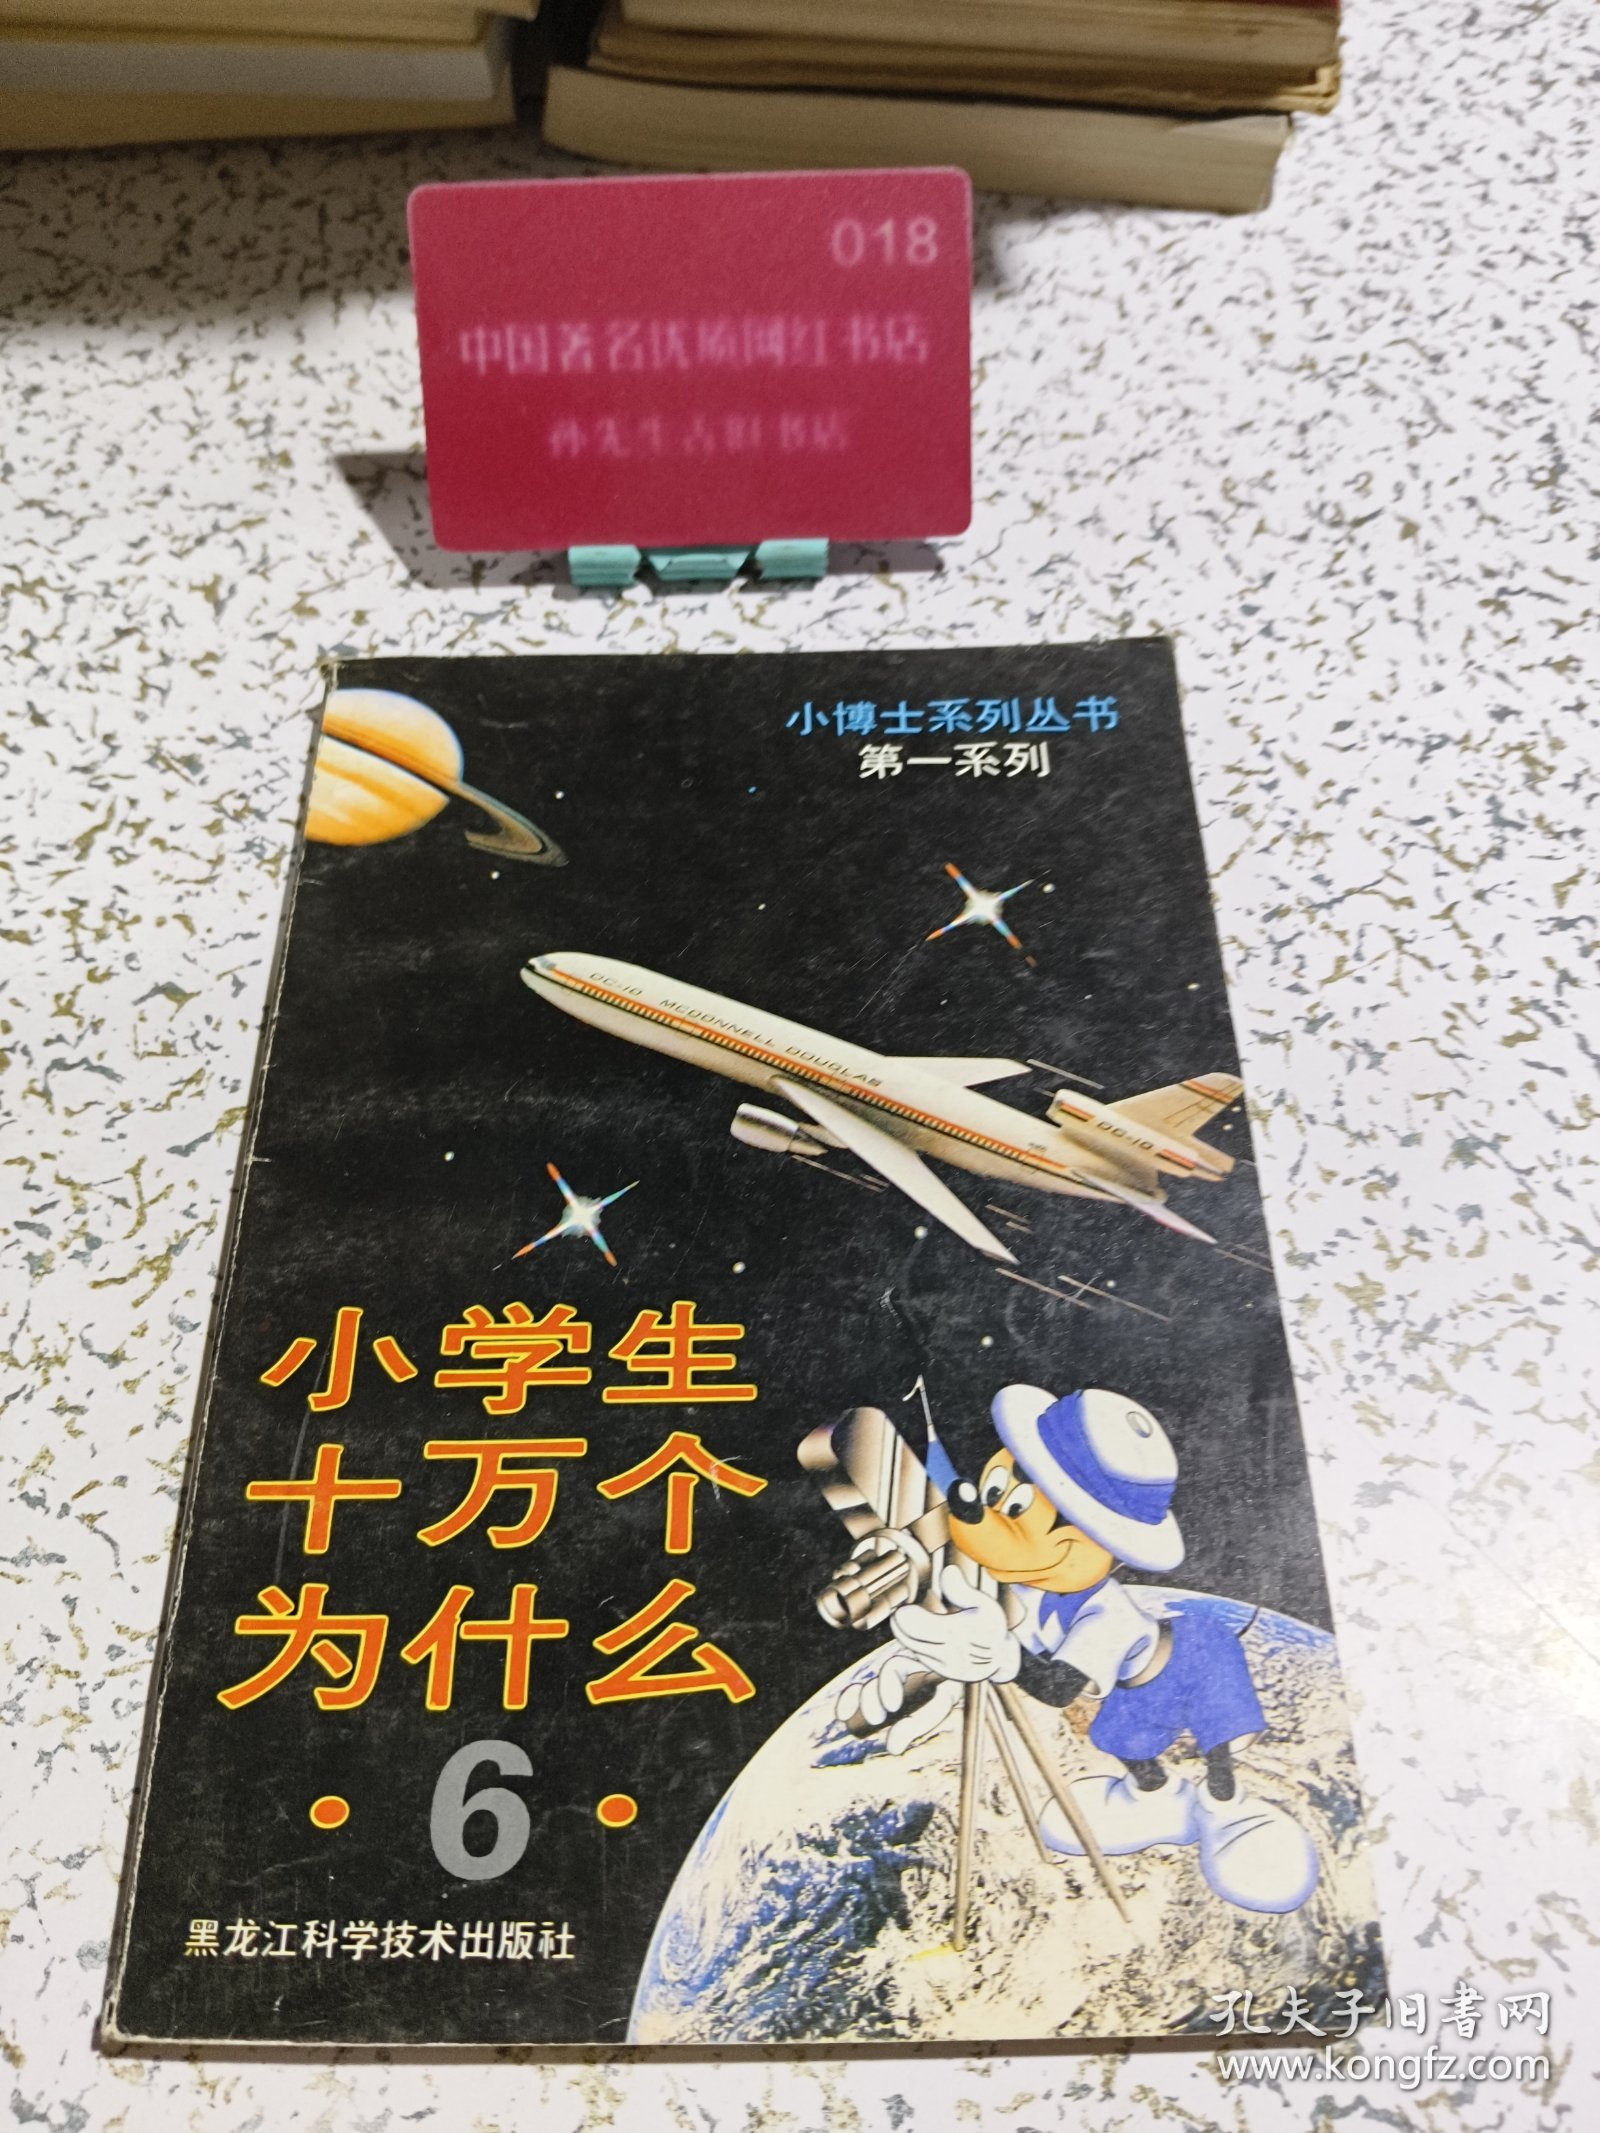 018
中国著名优质网红书店
孙先生古旧书店
小博士系列丛书
第一系列
DC-10 MCDONNELL DOUGLAS
DC-10
小学生
十万个
为什么
·6·
黑龙江科学技术出版社
孔夫子旧書网
www.kongfz.com